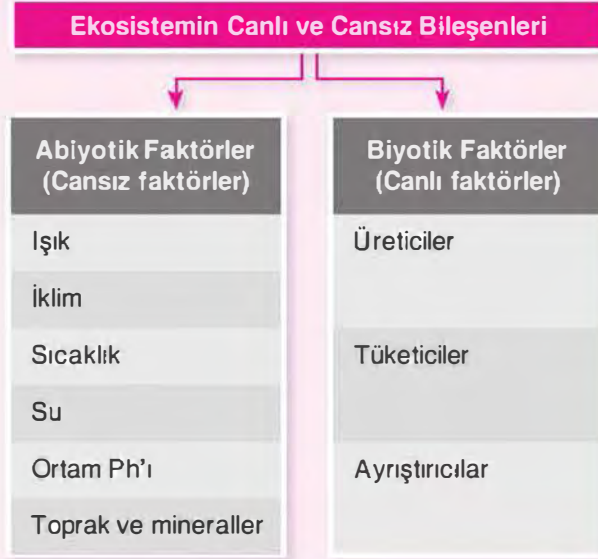 Ekosistemin Canlı ve Cansız Bileşenleri
Abiyotik Faktörler
(Cansız faktörler)
Işık
İklim
Sıcaklık
Su
Ortam Ph'ı
Toprak ve mineraller
Biyotik Faktörler
(Canlı faktörler)
Üreticiler
Tüketiciler
Ayrıştırıcılar